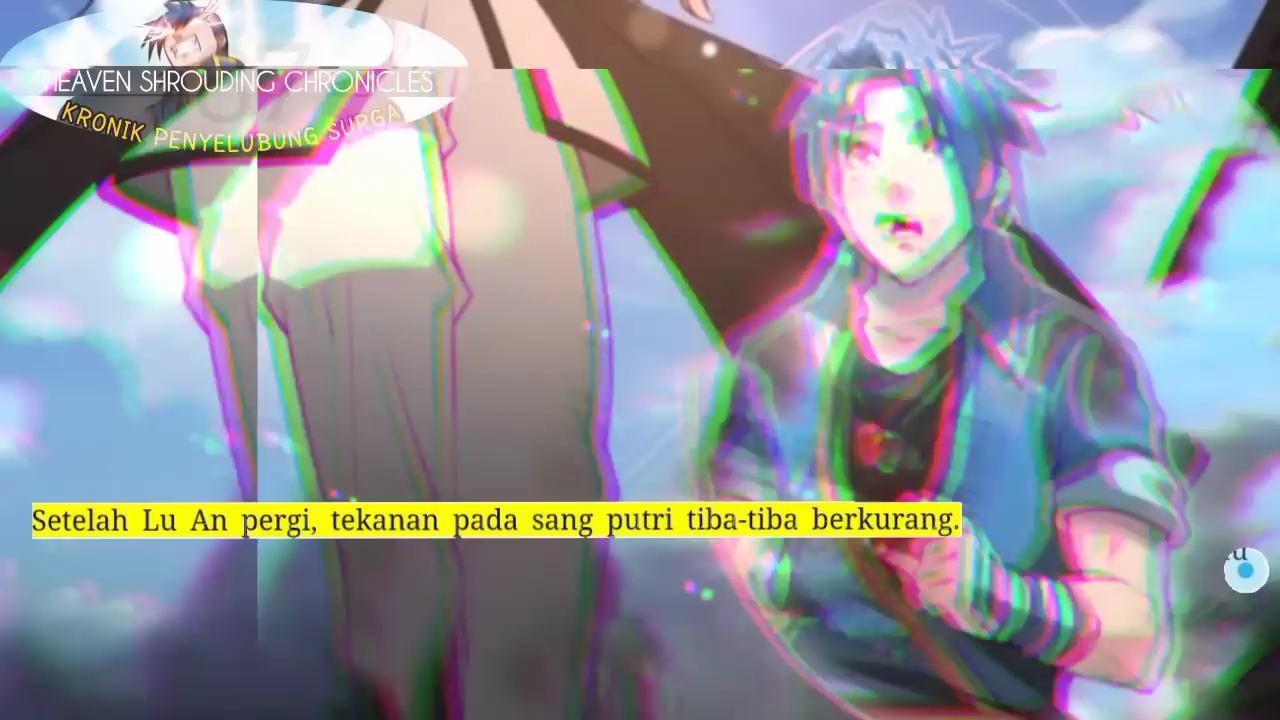 HEAVEN SHROUDING CHRONICLES
KRONIK PENYELUBUNG SURGA
Setelah Lu An pergi, tekanan pada sang putri tiba-tiba berkurang.